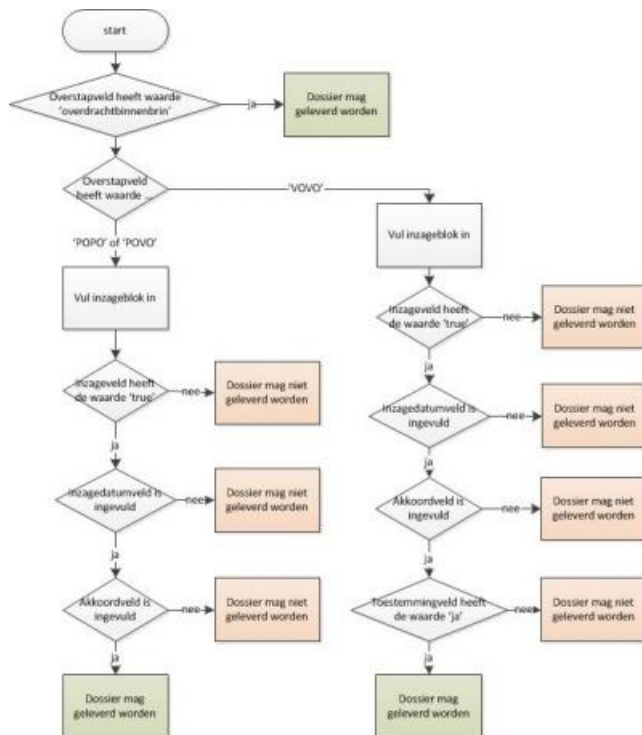 start
Overstapveld heeft waarde
'overdrachtbinnenbrin'
ja
Dossier mag
geleverd worden
Overstapveld
heeft waarde ...
'VOVO'
'POPO' of 'POVO'
Vul inzageblok in
Inzageveld heeft
de waarde 'true'
nee
Dossier mag niet
geleverd worden
ja
Inzagedatumveld is
ingevuld
nee
Dossier mag niet
geleverd worden
ja
Akkoordveld is
ingevuld
nee
Dossier mag niet
geleverd worden
ja
Dossier mag
geleverd worden
Vul inzageblok in
Inzageveld heeft
de waarde 'true'
nee
Dossier mag niet
geleverd worden
ja
Inzagedatumveld is
ingevuld
Dossier mag niet
geleverd worden
ja
Akkoordveld is
ingevuld
nee
Dossier mag niet
geleverd worden
ja
Toestemmingveld heeft
de waarde 'ja'
nee
Dossier mag niet
geleverd worden
ja
Dossier mag
geleverd worden